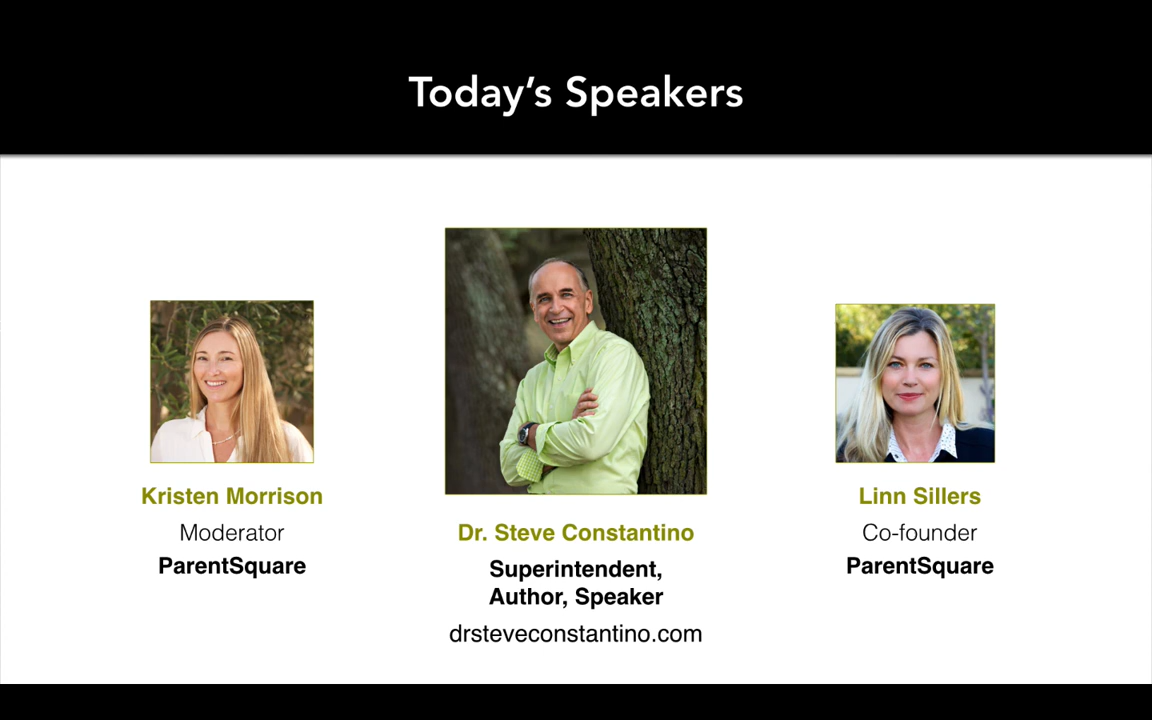 Today’s Speakers
Kristen Morrison
Moderator
ParentSquare
Dr. Steve Constantino
Superintendent,
Author, Speaker
drsteveconstantino.com
Linn Sillers
Co-founder
ParentSquare